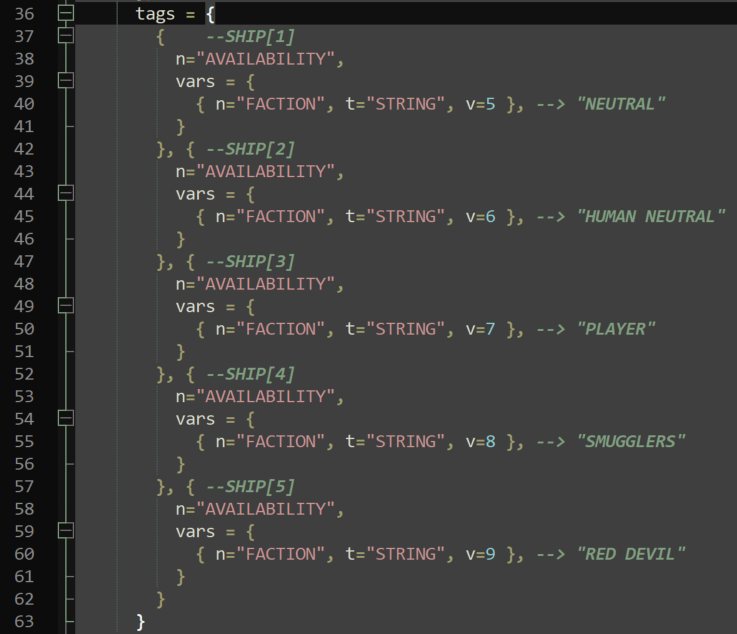 36 tags = {
37 { --SHIP[1]
38 n="AVAILABILITY",
39 vars = {
40 { n="FACTION", t="STRING", v=5 }, --> "NEUTRAL"
41 }
42 }, { --SHIP[2]
43 n="AVAILABILITY",
44 vars = {
45 { n="FACTION", t="STRING", v=6 }, --> "HUMAN NEUTRAL"
46 }
47 }, { --SHIP[3]
48 n="AVAILABILITY",
49 vars = {
50 { n="FACTION", t="STRING", v=7 }, --> "PLAYER"
51 }
52 }, { --SHIP[4]
53 n="AVAILABILITY",
54 vars = {
55 { n="FACTION", t="STRING", v=8 }, --> "SMUGGLERS"
56 }
57 }, { --SHIP[5]
58 n="AVAILABILITY",
59 vars = {
60 { n="FACTION", t="STRING", v=9 }, --> "RED DEVIL"
61 }
62 }
63 }